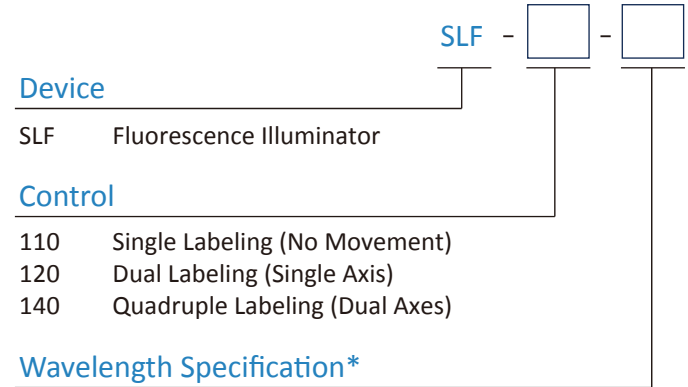 SLF - -
Device
SLF Fluorescence Illuminator
Control
110 Single Labeling (No Movement)
120 Dual Labeling (Single Axis)
140 Quadruple Labeling (Dual Axes)
Wavelength Specification*